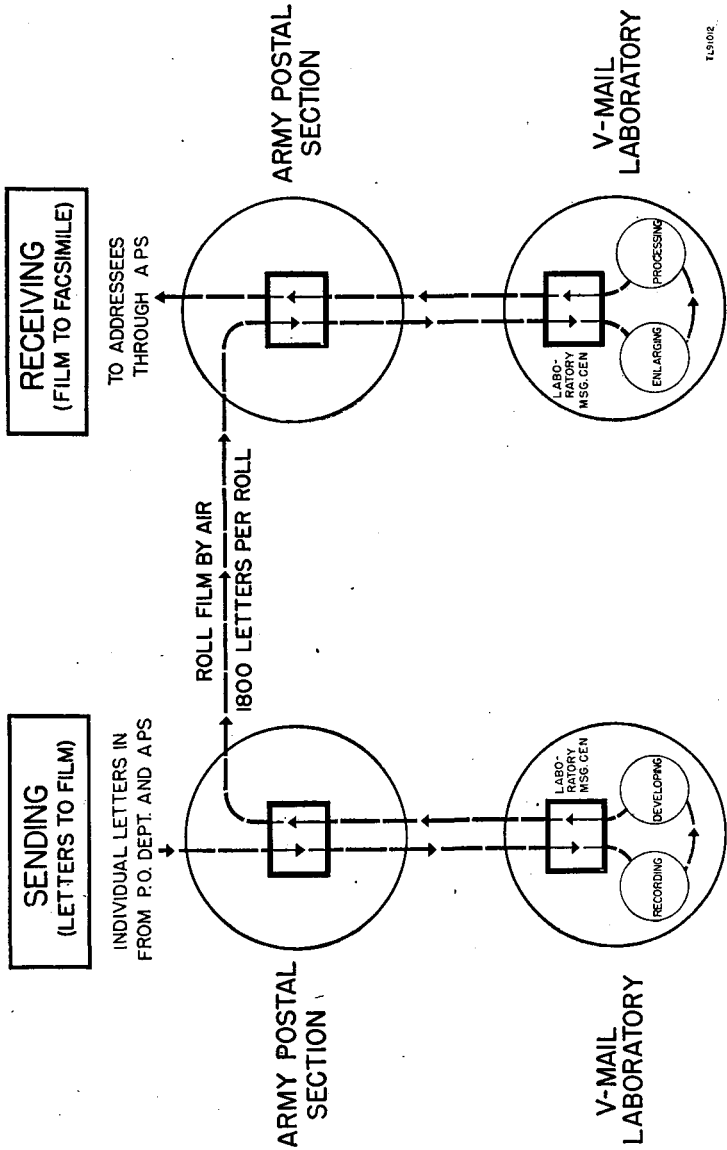 SENDING
(LETTERS TO FILM)
INDIVIDUAL LETTERS IN
FROM P.O. DEPT. AND APS
ARMY POSTAL
SECTION
V-MAIL
LABORATORY
LABO-
RATORY
MSG. CEN
RECORDING
DEVELOPING
ROLL FILM BY AIR
1800 LETTERS PER ROLL
RECEIVING
(FILM TO FACSIMILE)
TO ADDRESSEES
THROUGH APS
ARMY POSTAL
SECTION
V-MAIL
LABORATORY
LABO-
RATORY
MSG. CEN
ENLARGING
PROCESSING
TL91012